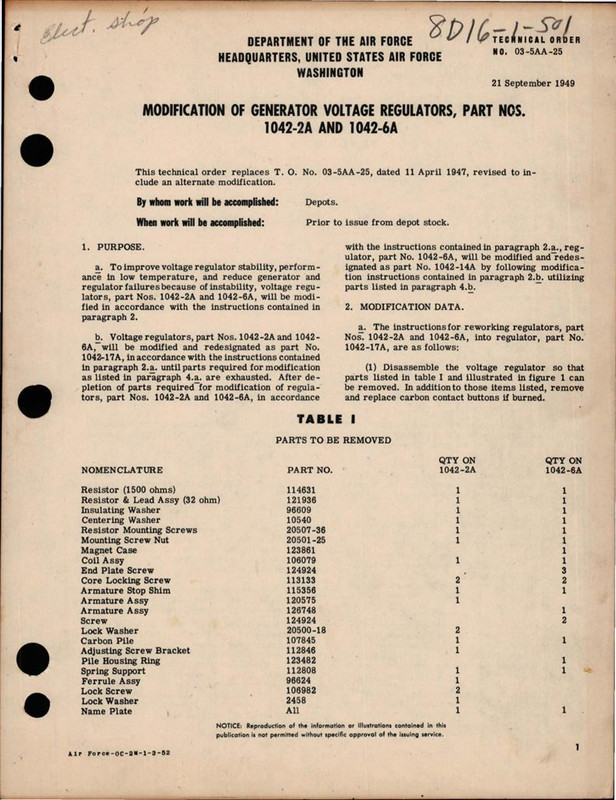 Elect. Shop
8D16-1-501
TECHNICAL ORDER
NO. 03-5AA-25
DEPARTMENT OF THE AIR FORCE
HEADQUARTERS, UNITED STATES AIR FORCE
WASHINGTON
21 September 1949
MODIFICATION OF GENERATOR VOLTAGE REGULATORS, PART NOS.
1042-2A AND 1042-6A
This technical order replaces T. O. No. 03-5AA-25, dated 11 April 1947, revised to in-
clude an alternate modification.
By whom work will be accomplished: Depots.
When work will be accomplished: Prior to issue from depot stock.
1. PURPOSE.
a. To improve voltage regulator stability, perform-
ance in low temperature, and reduce generator and
regulator failures because of instability, voltage regu-
lators, part Nos. 1042-2A and 1042-6A, will be modi-
fied in accordance with the instructions contained in
paragraph 2.
b. Voltage regulators, part Nos. 1042-2A and 1042-
6A, will be modified and redesignated as part No.
1042-17A, in accordance with the instructions contained
in paragraph 2.a. until parts required for modification
as listed in paragraph 4.a. are exhausted. After de-
pletion of parts required for modification of regula-
tors, part Nos. 1042-2A and 1042-6A, in accordance
with the instructions contained in paragraph 2.a., reg-
ulator, part No. 1042-6A, will be modified and redes-
ignated as part No. 1042-14A by following modifica-
tion instructions contained in paragraph 2.b. utilizing
parts listed in paragraph 4.b.
2. MODIFICATION DATA.
a. The instructions for reworking regulators, part
Nos. 1042-2A and 1042-6A, into regulator, part No.
1042-17A, are as follows:
(1) Disassemble the voltage regulator so that
parts listed in table I and illustrated in figure 1 can
be removed. In addition to those items listed, remove
and replace carbon contact buttons if burned.
TABLE I
PARTS TO BE REMOVED
QTY ON QTY ON
NOMENCLATURE PART NO. 1042-2A 1042-6A
Resistor (1500 ohms) 114631 1 1
Resistor & Lead Assy (32 ohm) 121936 1 1
Insulating Washer 96609 1 1
Centering Washer 10540 1 1
Resistor Mounting Screws 20507-36 1 1
Mounting Screw Nut 20501-25 1 1
Magnet Case 123861 1
Coil Assy 106079 1 1
End Plate Screw 124924 3
Core Locking Screw 113133 2 2
Armature Stop Shim 115356 1 1
Armature Assy 120575 1
Armature Assy 126748 1
Screw 124924 2
Lock Washer 20500-18 2
Carbon Pile 107845 1 1
Adjusting Screw Bracket 112846 1
Pile Housing Ring 123482 1
Spring Support 112808 1 1
Ferrule Assy 96624 1
Lock Screw 106982 2
Lock Washer 2458 1
Name Plate All 1 1
NOTICE: Reproduction of the information or illustrations contained in this
publication is not permitted without specific approval of the issuing service.
Air Force-OC-2W-1-3-52
1